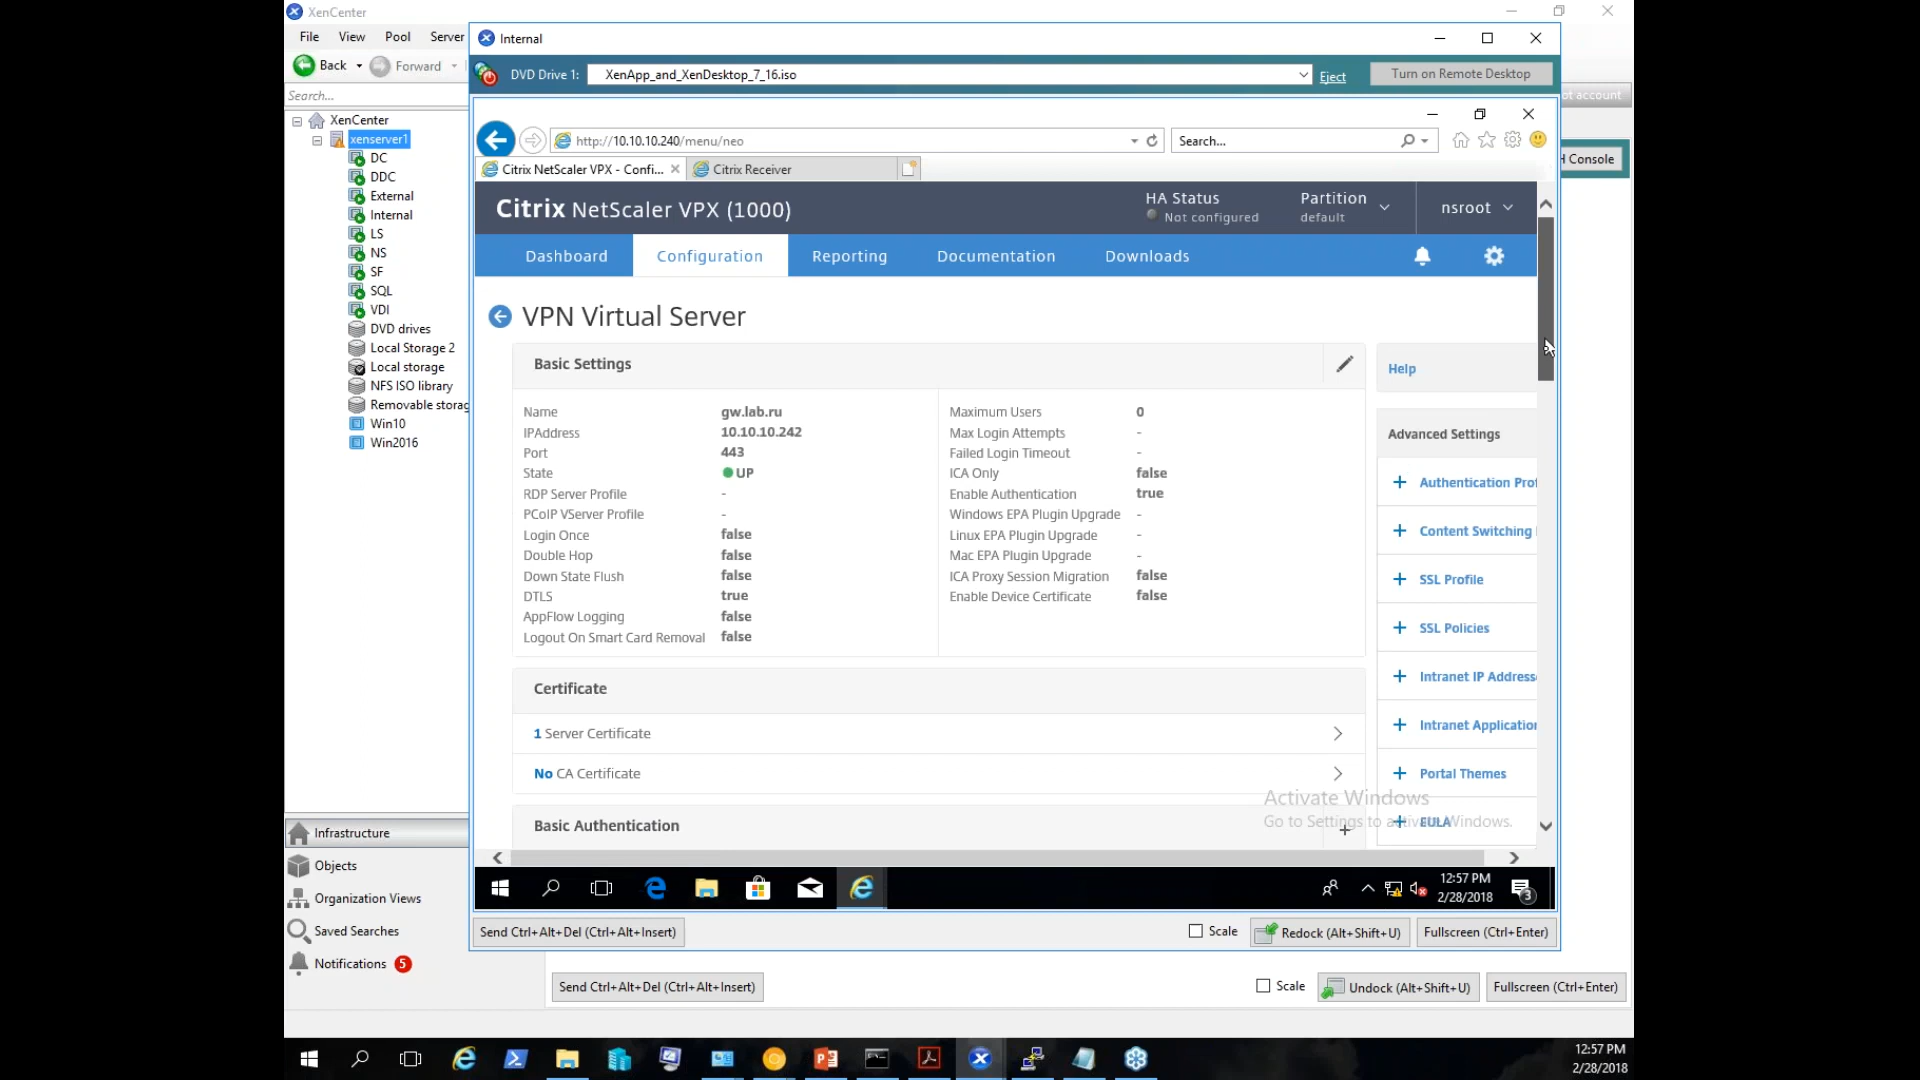 XenCenter
File View Pool Server
Back Forward
Search...
XenCenter
xenserver1
DC
DDC
External
Internal
LS
NS
SF
SQL
VDI
DVD drives
Local Storage 2
Local storage
NFS ISO library
Removable storag
Win10
Win2016
Infrastructure
Objects
Organization Views
Saved Searches
Notifications 5
Internal
DVD Drive 1: XenApp_and_XenDesktop_7_16.iso Eject Turn on Remote Desktop
ot account
Console
http://10.10.10.240/menu/neo Search...
Citrix NetScaler VPX - Confi... Citrix Receiver
Citrix NetScaler VPX (1000)
HA Status
Not configured
Partition
default
nsroot
Dashboard Configuration Reporting Documentation Downloads
VPN Virtual Server
Basic Settings
Name gw.lab.ru
IPAddress 10.10.10.242
Port 443
State UP
RDP Server Profile -
PCoIP VServer Profile -
Login Once false
Double Hop false
Down State Flush false
DTLS true
AppFlow Logging false
Logout On Smart Card Removal false
Maximum Users 0
Max Login Attempts -
Failed Login Timeout -
ICA Only false
Enable Authentication true
Windows EPA Plugin Upgrade -
Linux EPA Plugin Upgrade -
Mac EPA Plugin Upgrade -
ICA Proxy Session Migration false
Enable Device Certificate false
Certificate
1 Server Certificate
No CA Certificate
Basic Authentication
Help
Advanced Settings
+ Authentication Prof
+ Content Switching
+ SSL Profile
+ SSL Policies
+ Intranet IP Address
+ Intranet Application
+ Portal Themes
+ EULA
Activate Windows
Go to Settings to activate Windows.
12:57 PM
2/28/2018
3
Send Ctrl+Alt+Del (Ctrl+Alt+Insert) Scale Redock (Alt+Shift+U) Fullscreen (Ctrl+Enter)
Send Ctrl+Alt+Del (Ctrl+Alt+Insert) Scale Undock (Alt+Shift+U) Fullscreen (Ctrl+Enter)
12:57 PM
2/28/2018